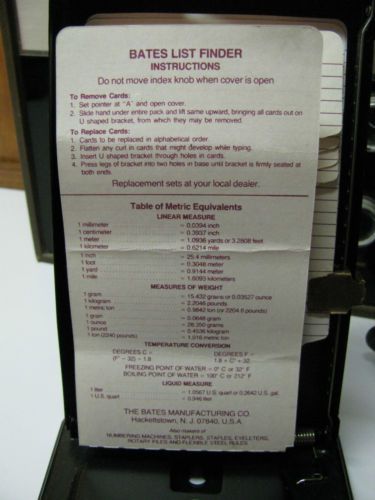 BATES LIST FINDER
INSTRUCTIONS
Do not move index knob when cover is open
To Remove Cards:
1. Set pointer at "A" and open cover.
2. Slide hand under entire pack and lift same upward, bringing all cards out on
U shaped bracket, from which they may be removed.
To Replace Cards:
1. Cards to be replaced in alphabetical order.
2. Flatten any curl in cards that might develop while typing.
3. Insert U shaped bracket through holes in cards.
4. Press legs of bracket into two holes in base until bracket is firmly seated at
both ends.
Replacement sets at your local dealer.
Table of Metric Equivalents
LINEAR MEASURE
1 millimeter = 0.0394 inch
1 centimeter = 0.3937 inch
1 meter = 1.0936 yards or 3.2808 feet
1 kilometer = 0.6214 mile
1 inch = 25.4 millimeters
1 foot = 0.3048 meter
1 yard = 0.9144 meter
1 mile = 1.6093 kilometers
MEASURES OF WEIGHT
1 gram = 15.432 grains or 0.03527 ounce
1 kilogram = 2.2046 pounds
1 metric ton = 0.9842 ton (or 2204.6 pounds)
1 grain = 0.0648 gram
1 ounce = 28.350 grams
1 pound = 0.4536 kilogram
1 ton (2240 pounds) = 1.016 metric ton
TEMPERATURE CONVERSION
DEGREES C = DEGREES F =
(F° − 32) ÷ 1.8 1.8 × C° + 32
FREEZING POINT OF WATER = 0° C or 32° F
BOILING POINT OF WATER = 100° C or 212° F
LIQUID MEASURE
1 liter = 1.0567 U.S. quart or 0.2642 U.S. gal.
1 U.S. quart = 0.946 liter
THE BATES MANUFACTURING CO.
Hackettstown, N. J. 07840, U.S.A
Also makers of
NUMBERING MACHINES, STAPLERS, STAPLES, EYELETERS,
ROTARY FILES AND FLEXIBLE STEEL RULES